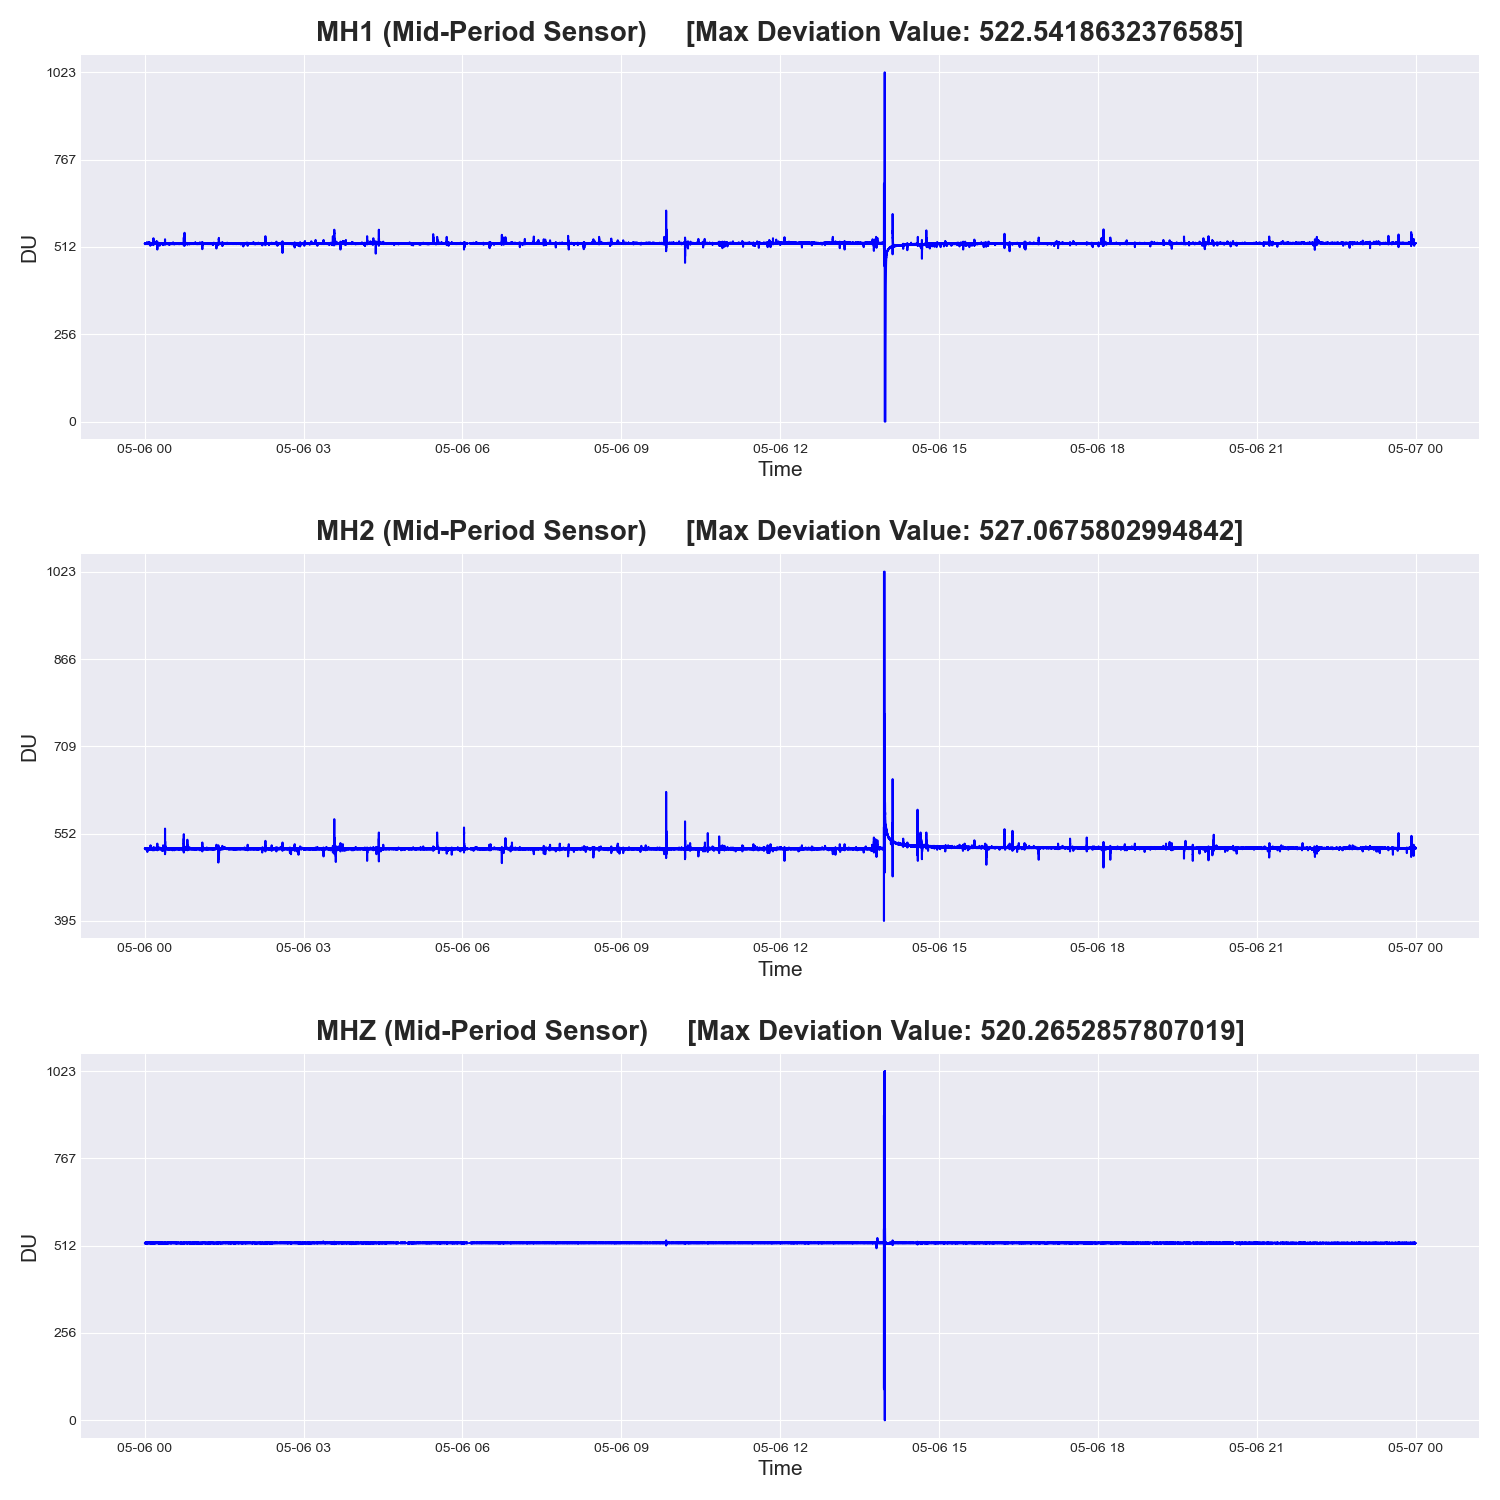 MH1 (Mid-Period Sensor) [Max Deviation Value: 522.5418632376585]
1023
767
512
256
0
DU
05-06 00 05-06 03 05-06 06 05-06 09 05-06 12 05-06 15 05-06 18 05-06 21 05-07 00
Time
MH2 (Mid-Period Sensor) [Max Deviation Value: 527.0675802994842]
1023
866
709
552
395
DU
05-06 00 05-06 03 05-06 06 05-06 09 05-06 12 05-06 15 05-06 18 05-06 21 05-07 00
Time
MHZ (Mid-Period Sensor) [Max Deviation Value: 520.2652857807019]
1023
767
512
256
0
DU
05-06 00 05-06 03 05-06 06 05-06 09 05-06 12 05-06 15 05-06 18 05-06 21 05-07 00
Time